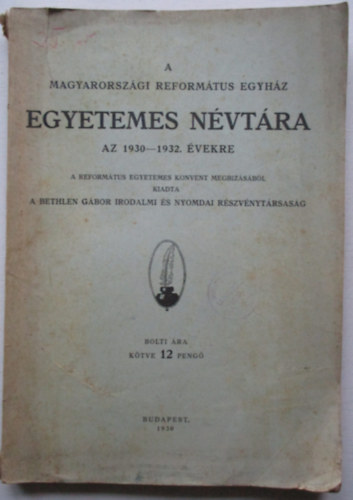 A
MAGYARORSZÁGI REFORMÁTUS EGYHÁZ
EGYETEMES NÉVTÁRA
AZ 1930—1932. ÉVEKRE
A REFORMÁTUS EGYETEMES KONVENT MEGBIZÁSÁBÓL
KIADTA
A BETHLEN GÁBOR IRODALMI ÉS NYOMDAI RÉSZVÉNYTÁRSASÁG
BOLTI ÁRA
KÖTVE 12 PENGŐ
BUDAPEST,
1930